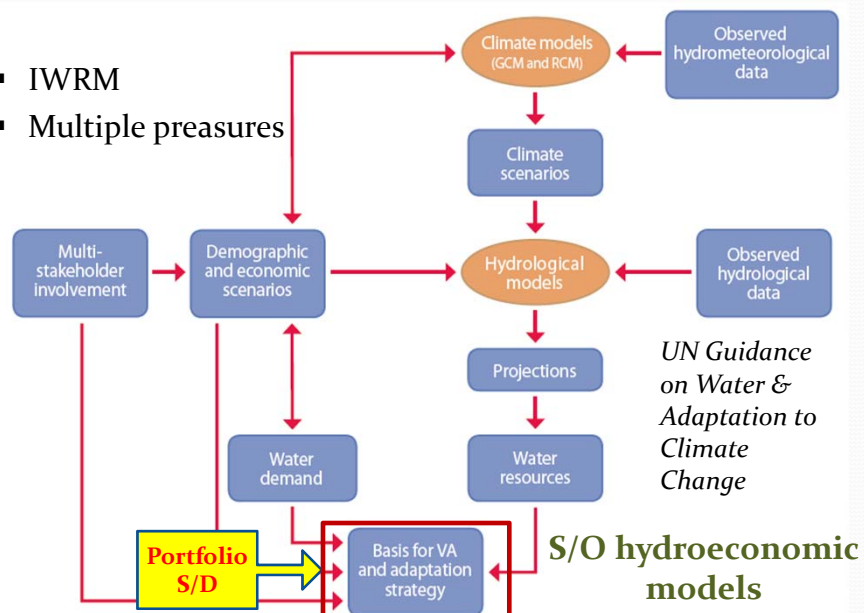 ▪ IWRM
▪ Multiple preasures
Climate models
(GCM and RCM)
Observed
hydrometeorological
data
Climate
scenarios
Multi-
stakeholder
involvement
Demographic
and economic
scenarios
Hydrological
models
Observed
hydrological
data
Projections
UN Guidance
on Water &
Adaptation to
Climate
Change
Water
demand
Water
resources
Portfolio
S/D
Basis for VA
and adaptation
strategy
S/O hydroeconomic
models